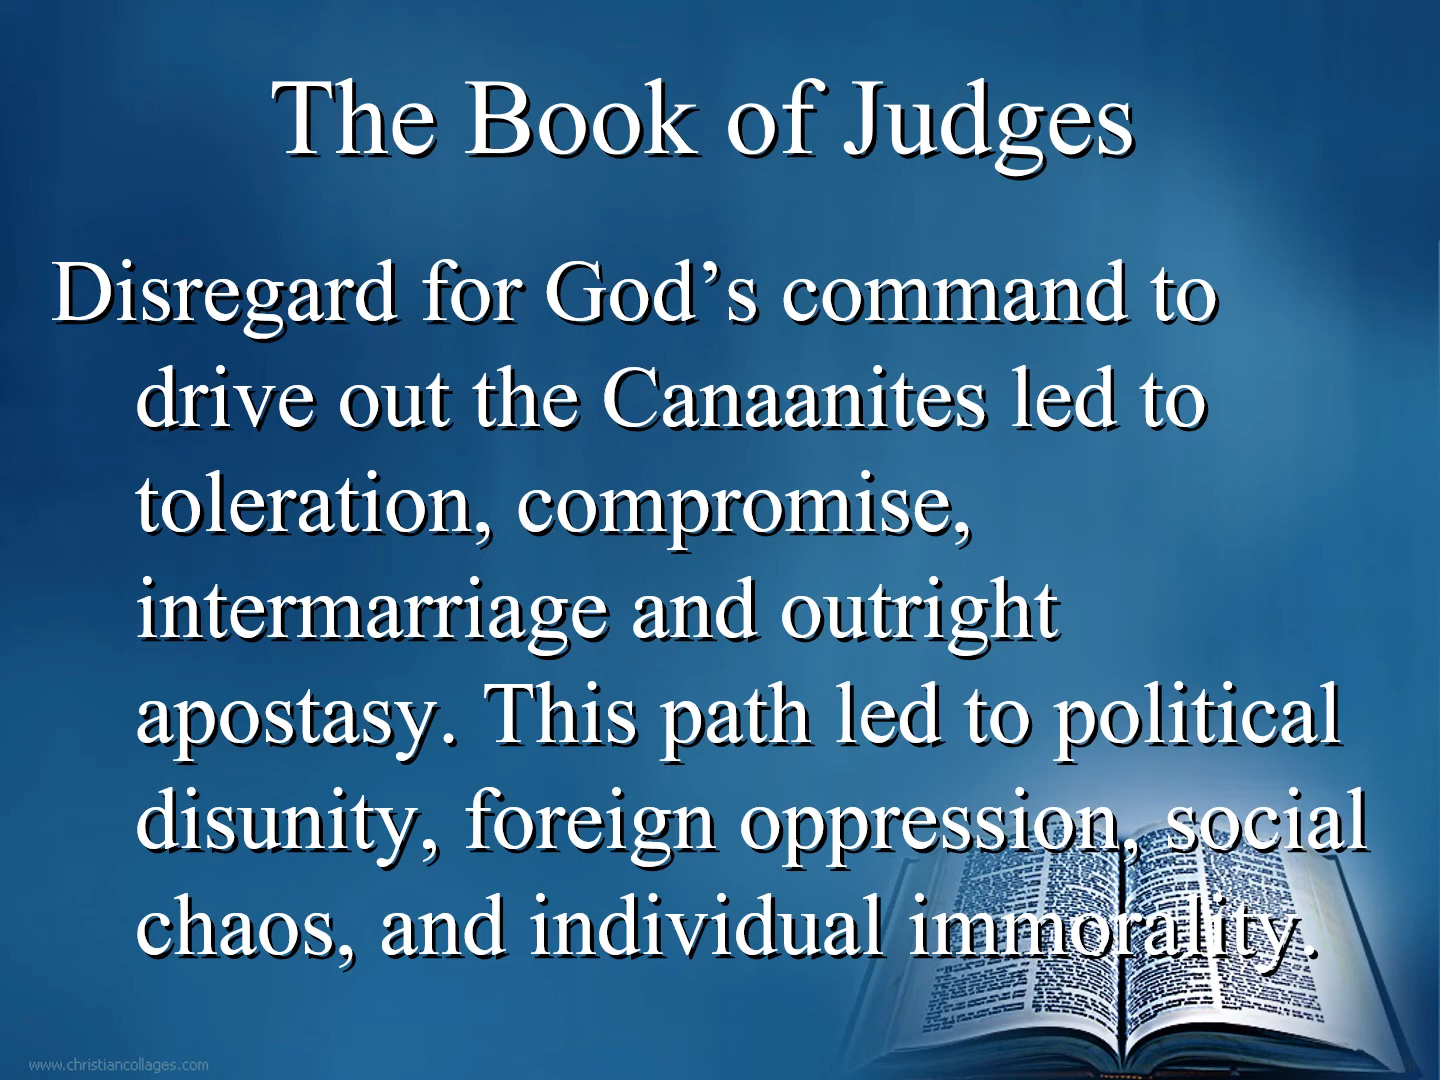 The Book of Judges
Disregard for God’s command to
drive out the Canaanites led to
toleration, compromise,
intermarriage and outright
apostasy. This path led to political
disunity, foreign oppression, social
chaos, and individual immorality.
www.christiancollages.com